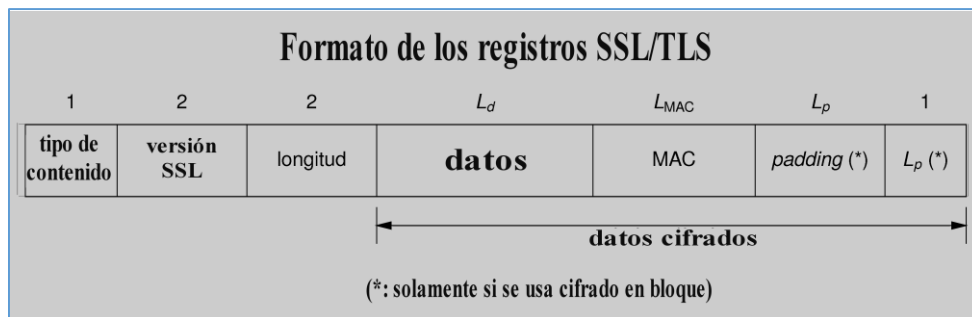 Formato de los registros SSL/TLS
1 2 2 Ld LMAC Lp 1
tipo de contenido versión SSL longitud datos MAC padding (*) Lp (*)
datos cifrados
(*: solamente si se usa cifrado en bloque)